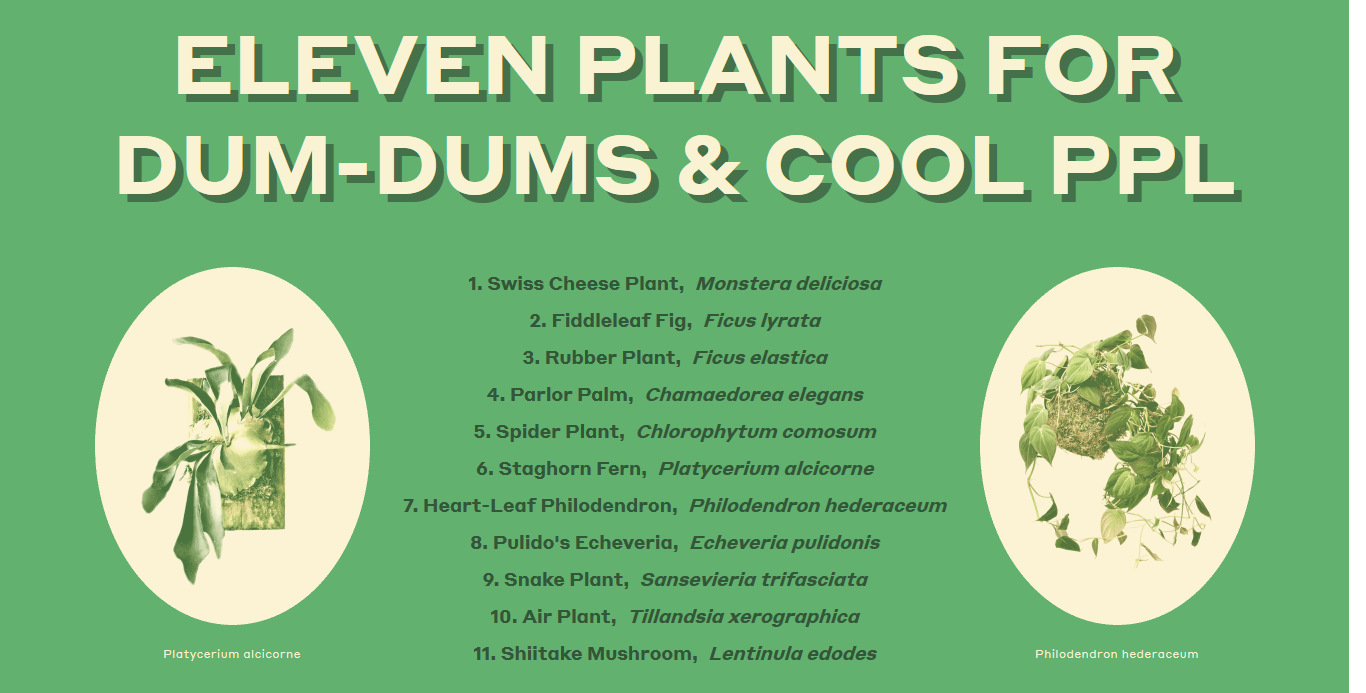 ELEVEN PLANTS FOR
DUM-DUMS & COOL PPL
1. Swiss Cheese Plant, Monstera deliciosa
2. Fiddleleaf Fig, Ficus lyrata
3. Rubber Plant, Ficus elastica
4. Parlor Palm, Chamaedorea elegans
5. Spider Plant, Chlorophytum comosum
6. Staghorn Fern, Platycerium alcicorne
7. Heart-Leaf Philodendron, Philodendron hederaceum
8. Pulido's Echeveria, Echeveria pulidonis
9. Snake Plant, Sansevieria trifasciata
10. Air Plant, Tillandsia xerographica
11. Shiitake Mushroom, Lentinula edodes
Platycerium alcicorne
Philodendron hederaceum